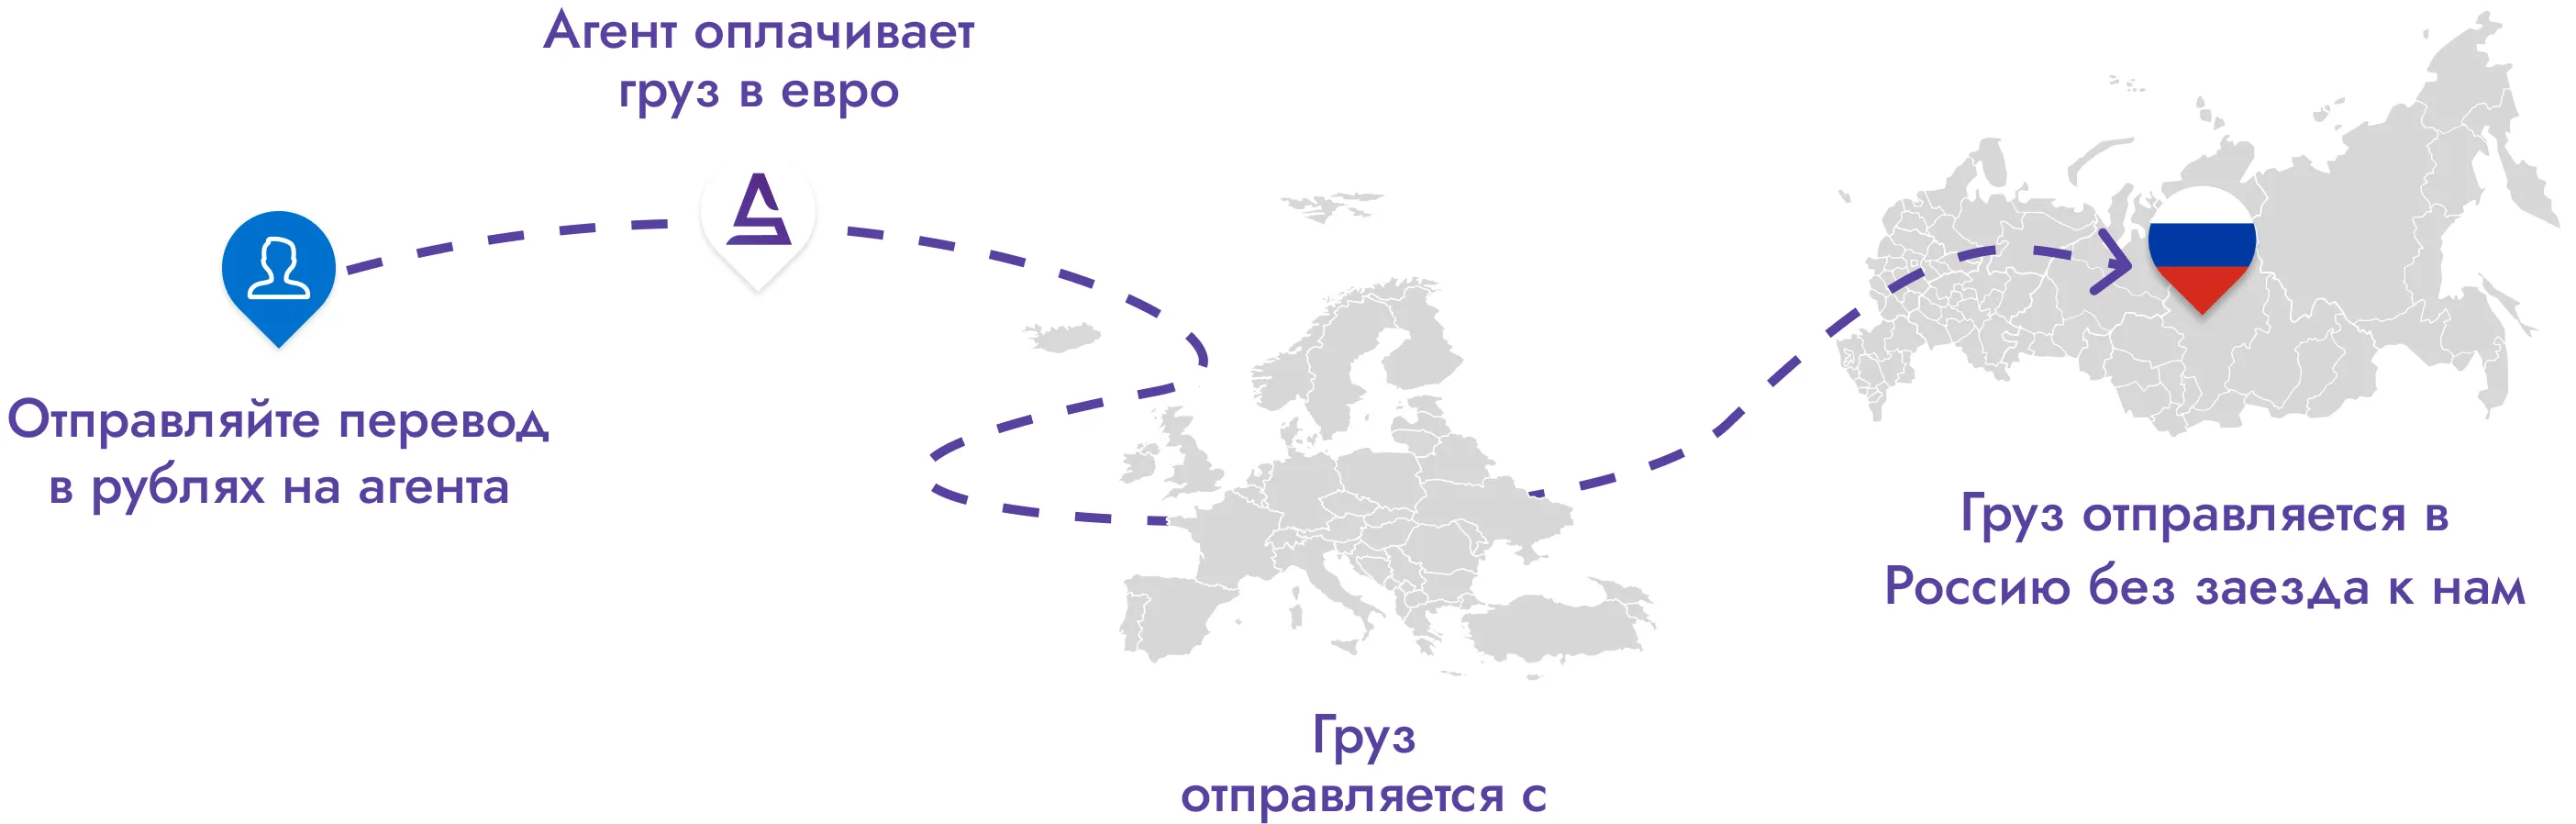 Агент оплачивает
груз в евро
Отправляйте перевод
в рублях на агента
Груз
отправляется с
Груз отправляется в
Россию без заезда к нам